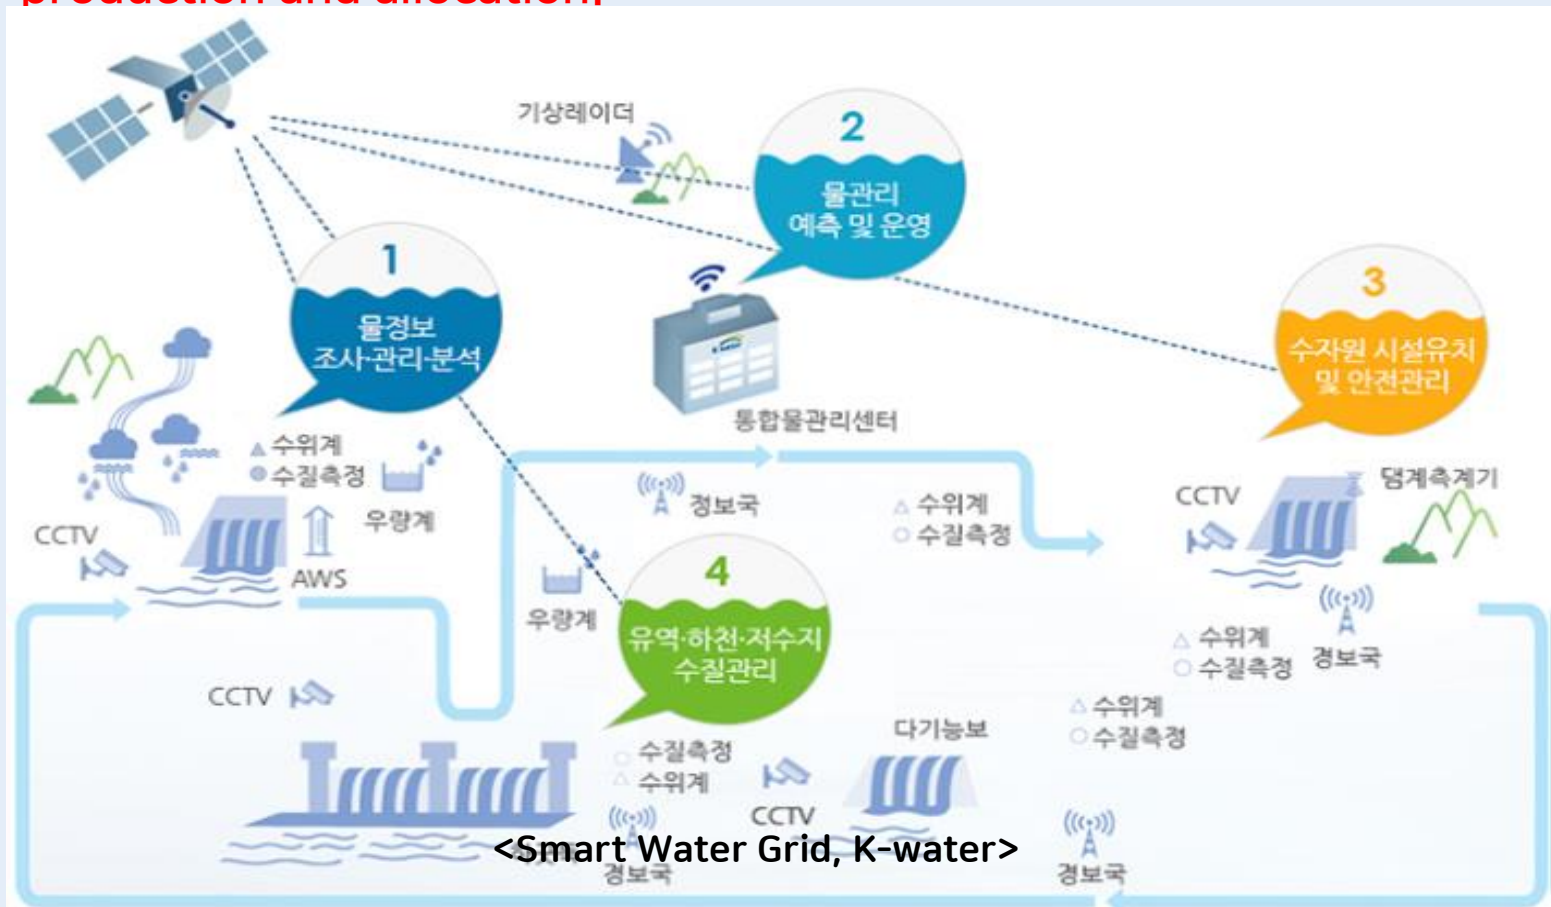 production and allocation,
기상레이더
2
물관리
예측 및 운영
1
물정보
조사·관리·분석
3
수자원 시설유치
및 안전관리
통합물관리센터
수위계
수질측정
우량계
CCTV
AWS
정보국
수위계
수질측정
CCTV
댐계측계기
우량계
4
유역·하천·저수지
수질관리
수위계
수질측정
경보국
CCTV
수위계
수질측정
다기능보
수질측정
수위계
CCTV
경보국
<Smart Water Grid, K-water>
경보국